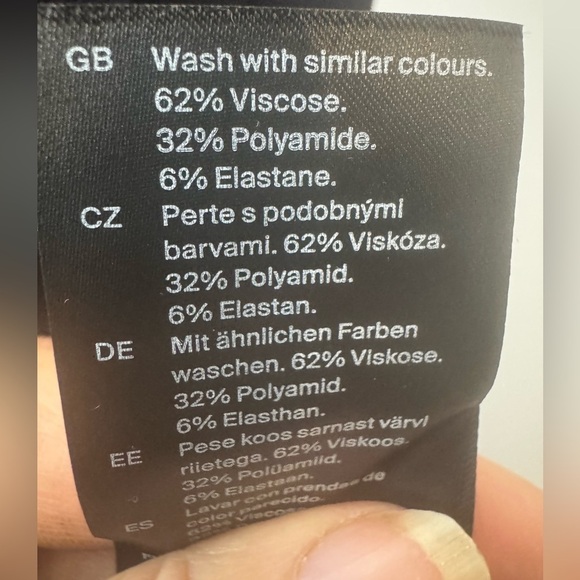 GB Wash with similar colours.
62% Viscose.
32% Polyamide.
6% Elastane.
CZ Perte s podobnými
barvami. 62% Viskóza.
32% Polyamid.
6% Elastan.
DE Mit ähnlichen Farben
waschen. 62% Viskose.
32% Polyamid.
6% Elasthan.
EE Pese koos sarnast värvi
riietega. 62% Viskoos.
32% Polüamiid.
6% Elastaan.
ES Lavar con prendas de
color parecido.
62% Viscosa